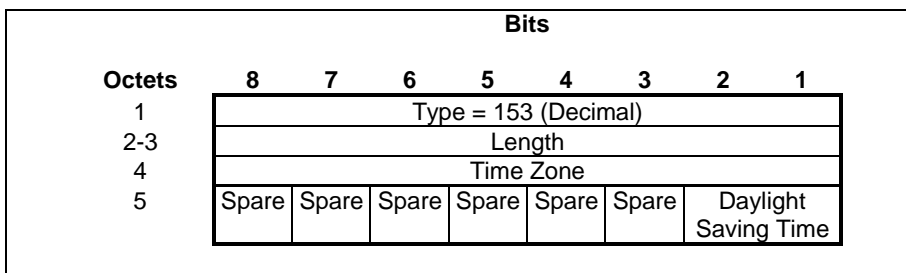 Bits
Octets 8 7 6 5 4 3 2 1
1 Type = 153 (Decimal)
2-3 Length
4 Time Zone
5 Spare Spare Spare Spare Spare Spare Daylight
Saving Time